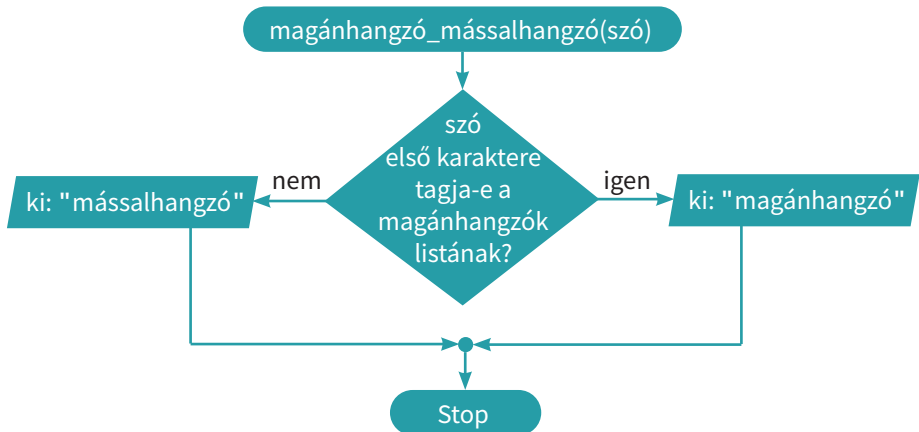 magánhangzó_mássalhangzó(szó)
szó
első karaktere
tagja-e a
magánhangzók
listának?
nem
igen
ki: "mássalhangzó"
ki: "magánhangzó"
Stop